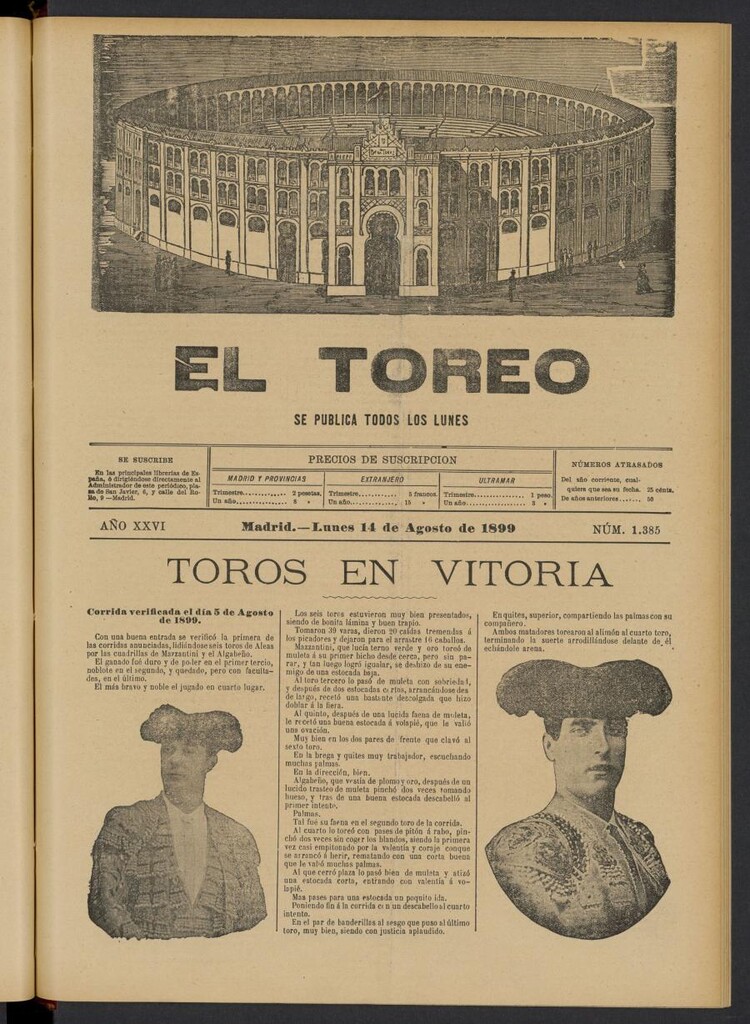 EL TOREO
SE PUBLICA TODOS LOS LUNES
SE SUSCRIBE
En las principales librerías de Es-
paña, ó dirigiéndose directamente al
Administrador de este periódico, pla-
za de San Javier, 6, y calle del Ro-
llo, 9 —Madrid.
PRECIOS DE SUSCRIPCION
MADRID Y PROVINCIAS
Trimestre............... 2 pesetas.
Un año.................. 8 »
EXTRANJERO
Trimestre........... 5 francos.
Un año.............. 15 »
ULTRAMAR
Trimestre............... 1 peso.
Un año.................. 3 »
NÚMEROS ATRASADOS
Del año corriente, cual-
quiera que sea su fecha. 25 cénts.
De años anteriores....... 50
AÑO XXVI
Madrid.—Lunes 14 de Agosto de 1899
NÚM. 1.385
TOROS EN VITORIA
Corrida verificada el día 5 de Agosto
de 1899.
Con una buena entrada se verificó la primera de
las corridas anunciadas, lidiándose seis toros de Aleas
por las cuadrillas de Mazzantini y el Algabeño.
El ganado fué duro y de poder en el primer tercio,
noblote en el segundo, y quedado, pero con faculta-
des, en el último.
El más bravo y noble el jugado en cuarto lugar.
Los seis toros estuvieron muy bien presentados,
siendo de bonita lámina y buen trapío.
Tomaron 39 varas, dieron 20 caídas tremendas á
los picadores y dejaron para el arrastre 16 caballos.
Mazzantini, que lucía terno verde y oro toreó de
muleta á su primer bicho desde cerca, pero sin pa-
rar, y tan luego logró igualar, se deshizo de su ene-
migo de una estocada baja.
Al toro tercero lo pasó de muleta con sobriedad,
y después de dos estocadas cortas, arrancándose des-
de largo, recetó una bastante descolgada que hizo
doblar á la fiera.
Al quinto, después de una lucida faena de muleta,
le recetó una buena estocada á volapié, que le valió
una ovación.
Muy bien en los dos pares de frente que clavó al
sexto toro.
En la brega y quites muy trabajador, escuchando
muchas palmas.
En la dirección, bien.
Algabeño, que vestía de plomo y oro, después de un
lucido trasteo de muleta pinchó dos veces tomando
hueso, y tras de una buena estocada descabelló al
primer intento.
Palmas.
Tal fué su faena en el segundo toro de la corrida.
Al cuarto lo toreó con pases de pitón á rabo, pin-
chó dos veces sin coger los blandos, siendo la primera
vez casi empitonado por la valentía y coraje conque
se arrancó á herir, rematando con una corta buena
que le valió muchas palmas.
Al que cerró plaza lo pasó bien de muleta y atizó
una estocada corta, entrando con valentía á vo-
lapié.
Mas pases para una estocada un poquito ida.
Poniendo fin á la corrida con un descabello al cuarto
intento.
En el par de banderillas al sesgo que puso al último
toro, muy bien, siendo con justicia aplaudido.
En quites, superior, compartiendo las palmas con su
compañero.
Ambos matadores torearon al alimón al cuarto toro,
terminando la suerte arrodillándose delante de él
echándole arena.